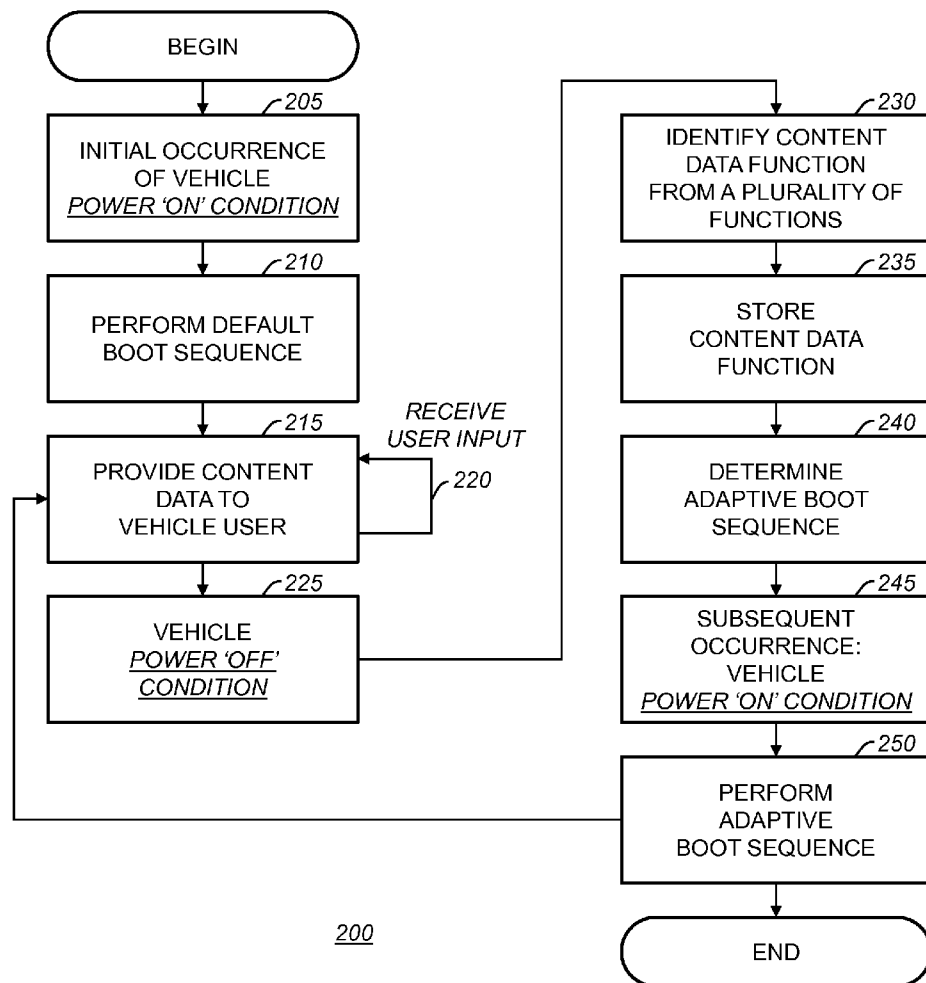 BEGIN
205
INITIAL OCCURRENCE
OF VEHICLE
POWER 'ON' CONDITION
210
PERFORM DEFAULT
BOOT SEQUENCE
215
PROVIDE CONTENT
DATA TO
VEHICLE USER
RECEIVE
USER INPUT
220
225
VEHICLE
POWER 'OFF'
CONDITION
230
IDENTIFY CONTENT
DATA FUNCTION
FROM A PLURALITY OF
FUNCTIONS
235
STORE
CONTENT DATA
FUNCTION
240
DETERMINE
ADAPTIVE BOOT
SEQUENCE
245
SUBSEQUENT
OCCURRENCE:
VEHICLE
POWER 'ON' CONDITION
250
PERFORM
ADAPTIVE
BOOT SEQUENCE
END
200